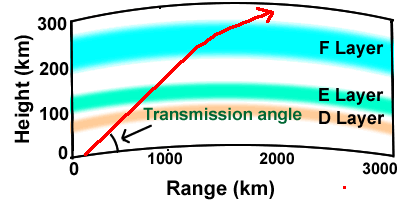 300
200
100
0
Height (km)
F Layer
E Layer
D Layer
Transmission angle
0
1000
2000
3000
Range (km)